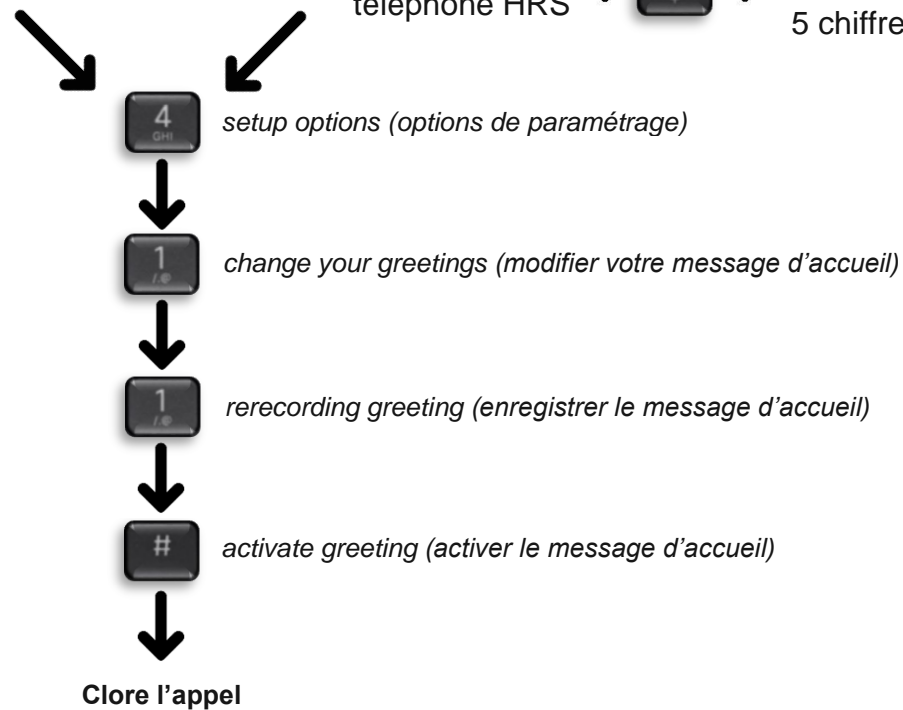 téléphone HRS
5 chiffre
4
GHI
setup options (options de paramétrage)
1
/.@
change your greetings (modifier votre message d’accueil)
1
/.@
rerecording greeting (enregistrer le message d’accueil)
#
activate greeting (activer le message d’accueil)
Clore l’appel